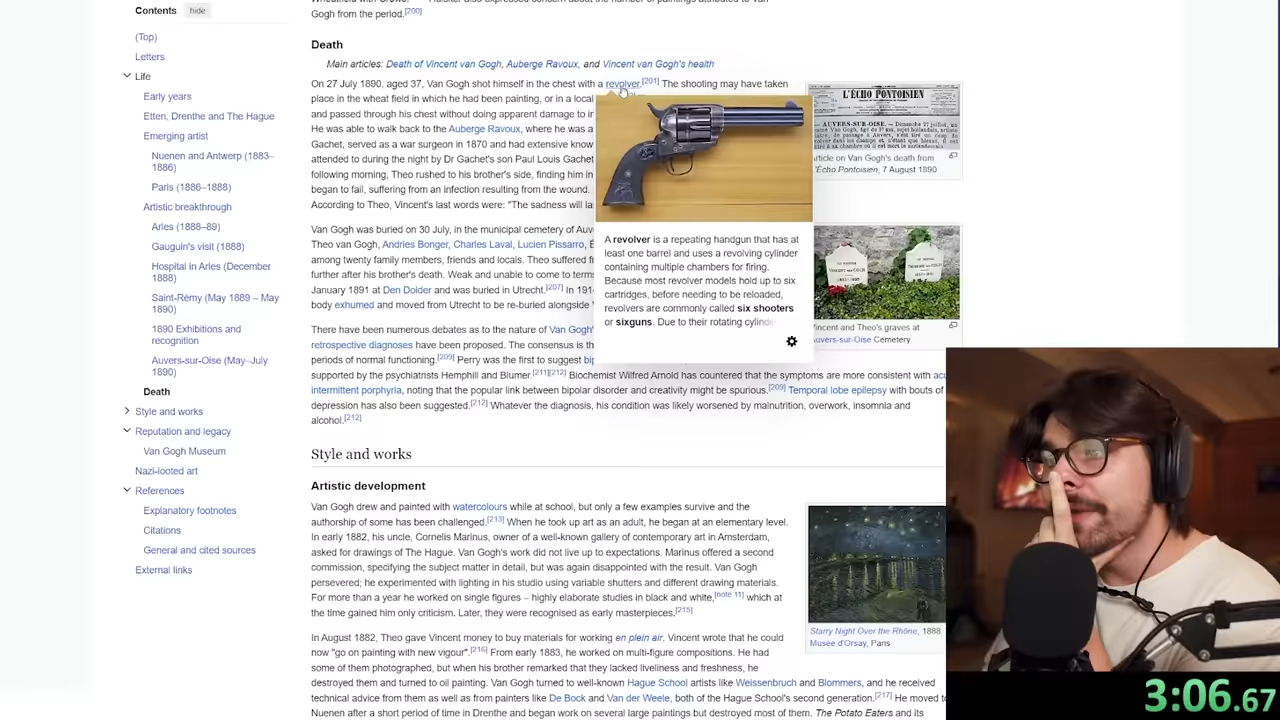 Contents hide
(Top)
Letters
Life
Early years
Etten, Drenthe and The Hague
Emerging artist
Nuenen and Antwerp (1883–
1886)
Paris (1886–1888)
Artistic breakthrough
Arles (1888–89)
Gauguin's visit (1888)
Hospital in Arles (December
1888)
Saint-Rémy (May 1889 – May
1890)
1890 Exhibitions and
recognition
Auvers-sur-Oise (May–July
1890)
Death
Style and works
Reputation and legacy
Van Gogh Museum
Nazi-looted art
References
Explanatory footnotes
Citations
General and cited sources
External links
Gogh from the period.[200]
Death
Main articles: Death of Vincent van Gogh, Auberge Ravoux, and Vincent van Gogh's health
On 27 July 1890, aged 37, Van Gogh shot himself in the chest with a revolver.[201] The shooting may have taken
place in the wheat field in which he had been painting, or in a local
and passed through his chest without doing apparent damage to in
He was able to walk back to the Auberge Ravoux, where he was a
Gachet, served as a war surgeon in 1870 and had extensive know
attended to during the night by Dr Gachet's son Paul Louis Gachet
following morning, Theo rushed to his brother's side, finding him in
began to fail, suffering from an infection resulting from the wound.
According to Theo, Vincent's last words were: "The sadness will la
Van Gogh was buried on 30 July, in the municipal cemetery of Auv
Theo van Gogh, Andries Bonger, Charles Laval, Lucien Pissarro, É
among twenty family members, friends and locals. Theo suffered f
further after his brother's death. Weak and unable to come to terms
January 1891 at Den Dolder and was buried in Utrecht.[207] In 191
body exhumed and moved from Utrecht to be re-buried alongside
There have been numerous debates as to the nature of Van Gogh'
retrospective diagnoses have been proposed. The consensus is th
periods of normal functioning.[209] Perry was the first to suggest bip
supported by the psychiatrists Hemphill and Blumer.[211][212] Biochemist Wilfred Arnold has countered that the symptoms are more consistent with acu
intermittent porphyria, noting that the popular link between bipolar disorder and creativity might be spurious.[209] Temporal lobe epilepsy with bouts of
depression has also been suggested.[212] Whatever the diagnosis, his condition was likely worsened by malnutrition, overwork, insomnia and
alcohol.[212]
A revolver is a repeating handgun that has at
least one barrel and uses a revolving cylinder
containing multiple chambers for firing.
Because most revolver models hold up to six
cartridges, before needing to be reloaded,
revolvers are commonly called six shooters
or sixguns. Due to their rotating cylinde
L'ÉCHO PONTOISIEN
rticle on Van Gogh's death from
'Écho Pontoisien, 7 August 1890
incent and Theo's graves at
uvers-sur-Oise Cemetery
Style and works
Artistic development
Van Gogh drew and painted with watercolours while at school, but only a few examples survive and the
authorship of some has been challenged.[213] When he took up art as an adult, he began at an elementary level.
In early 1882, his uncle, Cornelis Marinus, owner of a well-known gallery of contemporary art in Amsterdam,
asked for drawings of The Hague. Van Gogh's work did not live up to expectations. Marinus offered a second
commission, specifying the subject matter in detail, but was again disappointed with the result. Van Gogh
persevered; he experimented with lighting in his studio using variable shutters and different drawing materials.
For more than a year he worked on single figures – highly elaborate studies in black and white,[note 11] which at
the time gained him only criticism. Later, they were recognised as early masterpieces.[215]
Starry Night Over the Rhône, 1888.
Musée d'Orsay, Paris
In August 1882, Theo gave Vincent money to buy materials for working en plein air. Vincent wrote that he could
now "go on painting with new vigour".[216] From early 1883, he worked on multi-figure compositions. He had
some of them photographed, but when his brother remarked that they lacked liveliness and freshness, he
destroyed them and turned to oil painting. Van Gogh turned to well-known Hague School artists like Weissenbruch and Blommers, and he received
technical advice from them as well as from painters like De Bock and Van der Weele, both of the Hague School's second generation.[217] He moved to
Nuenen after a short period of time in Drenthe and began work on several large paintings but destroyed most of them. The Potato Eaters and its
3:06.67